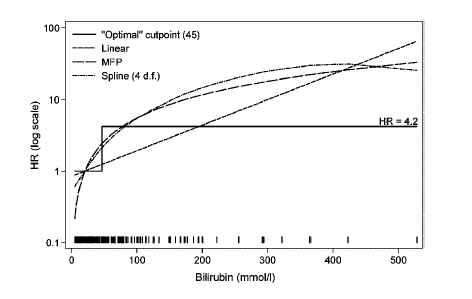 "Optimal" cutpoint (45)
Linear
MFP
Spline (4 d.f.)
100
10
1
0.1
HR (log scale)
HR = 4.2
0
100
200
300
400
500
Bilirubin (mmol/l)